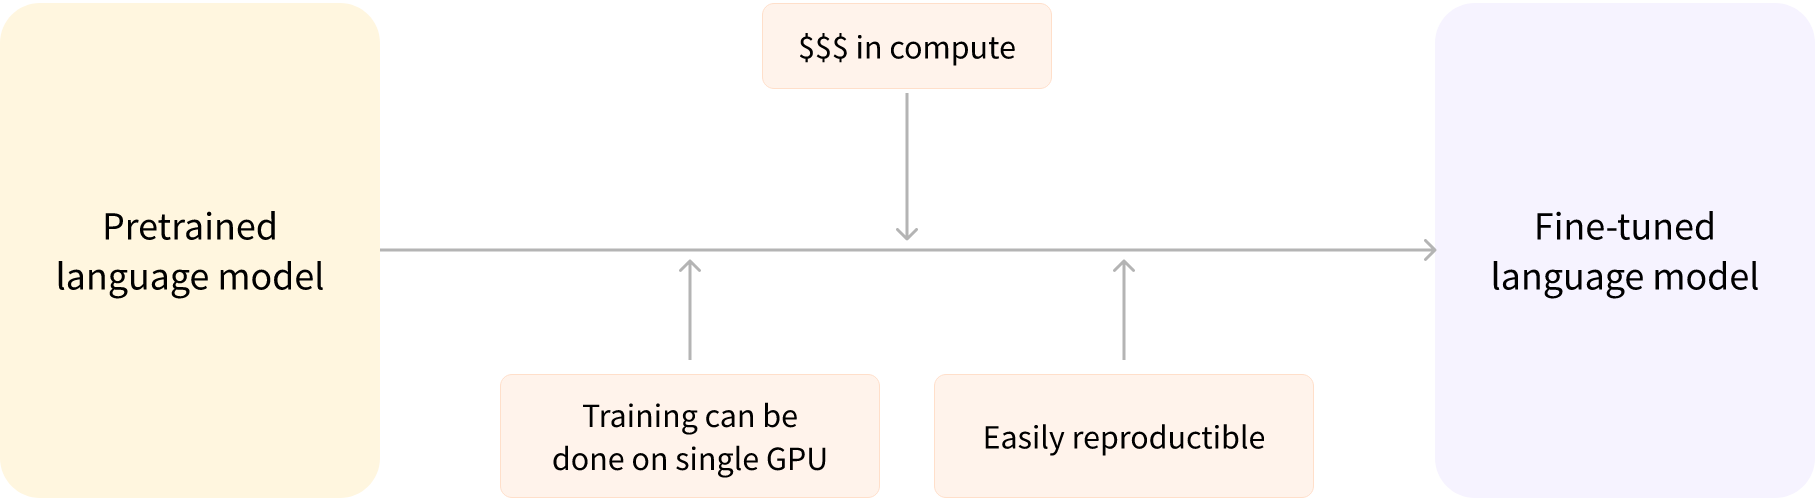 $$$ in compute
Pretrained
language model
Fine-tuned
language model
Training can be
done on single GPU
Easily reproductible